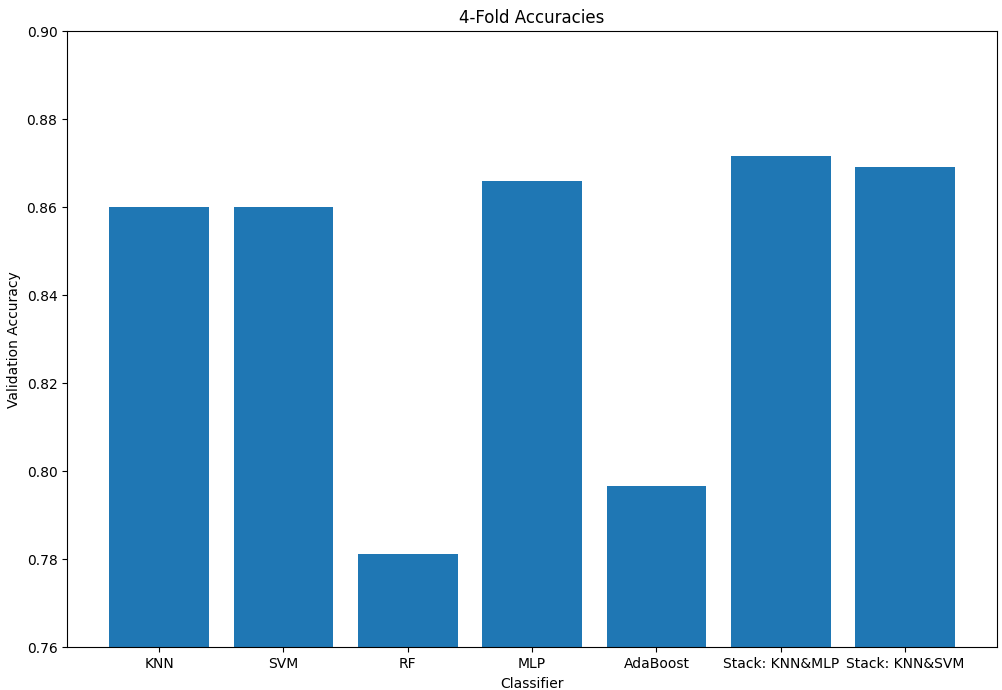 4-Fold Accuracies
0.90
0.88
0.86
0.84
0.82
0.80
0.78
0.76
Validation Accuracy
KNN SVM RF MLP AdaBoost Stack: KNN&MLP Stack: KNN&SVM
Classifier